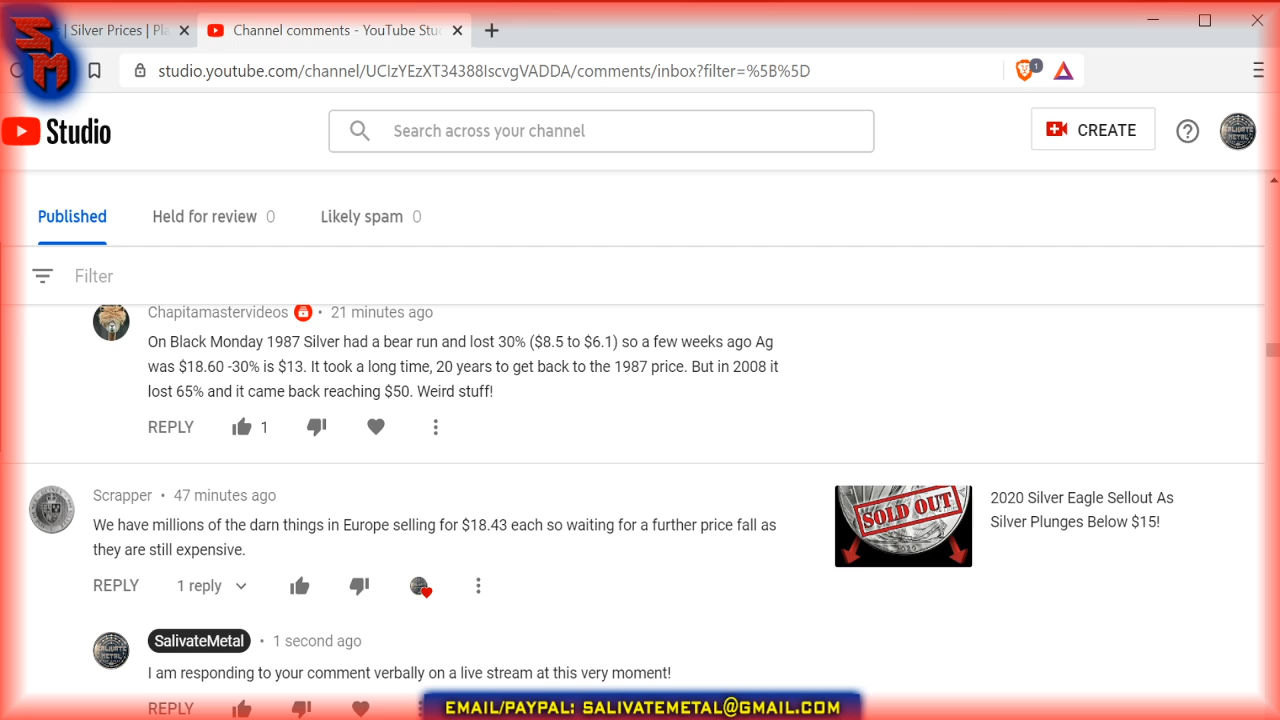 SM
| Silver Prices | Pla
Channel comments - YouTube Stud
studio.youtube.com/channel/UCIzYEzXT34388IscvgVADDA/comments/inbox?filter=%5B%5D
1
Studio
Search across your channel
CREATE
Published
Held for review 0
Likely spam 0
Filter
Chapitamastervideos • 21 minutes ago
On Black Monday 1987 Silver had a bear run and lost 30% ($8.5 to $6.1) so a few weeks ago Ag
was $18.60 -30% is $13. It took a long time, 20 years to get back to the 1987 price. But in 2008 it
lost 65% and it came back reaching $50. Weird stuff!
REPLY 1
Scrapper • 47 minutes ago
We have millions of the darn things in Europe selling for $18.43 each so waiting for a further price fall as
they are still expensive.
REPLY 1 reply
SOLD OUT
2020
2020 Silver Eagle Sellout As
Silver Plunges Below $15!
SalivateMetal • 1 second ago
I am responding to your comment verbally on a live stream at this very moment!
REPLY
EMAIL/PAYPAL: SALIVATEMETAL@GMAIL.COM